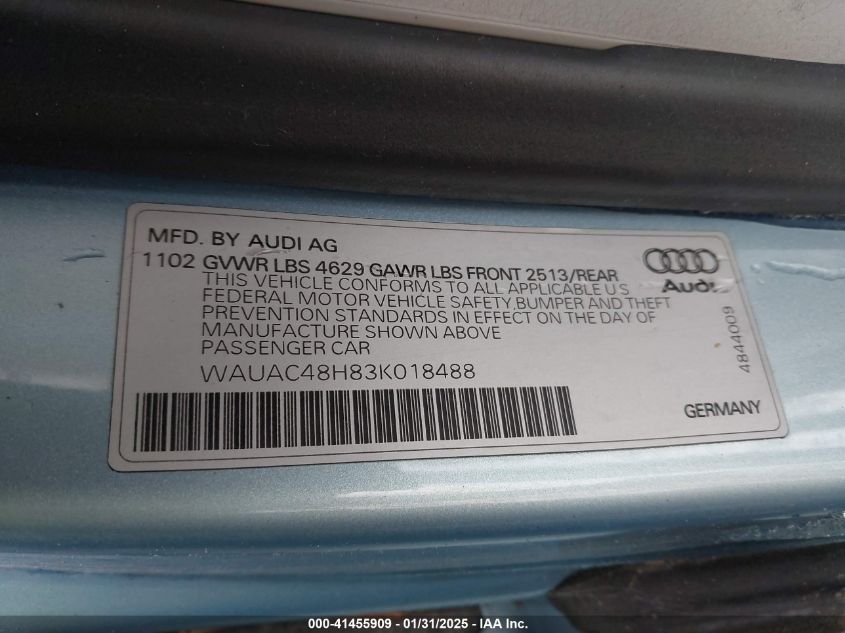 MFD. BY AUDI AG
1102 GVWR LBS 4629 GAWR LBS FRONT 2513/REAR
THIS VEHICLE CONFORMS TO ALL APPLICABLE U.S
FEDERAL MOTOR VEHICLE SAFETY, BUMPER AND THEFT
PREVENTION STANDARDS IN EFFECT ON THE DAY OF
MANUFACTURE SHOWN ABOVE
PASSENGER CAR
WAUAC48H83K018488
Audi
4844009
GERMANY
000-41455909 - 01/31/2025 - IAA, Inc.